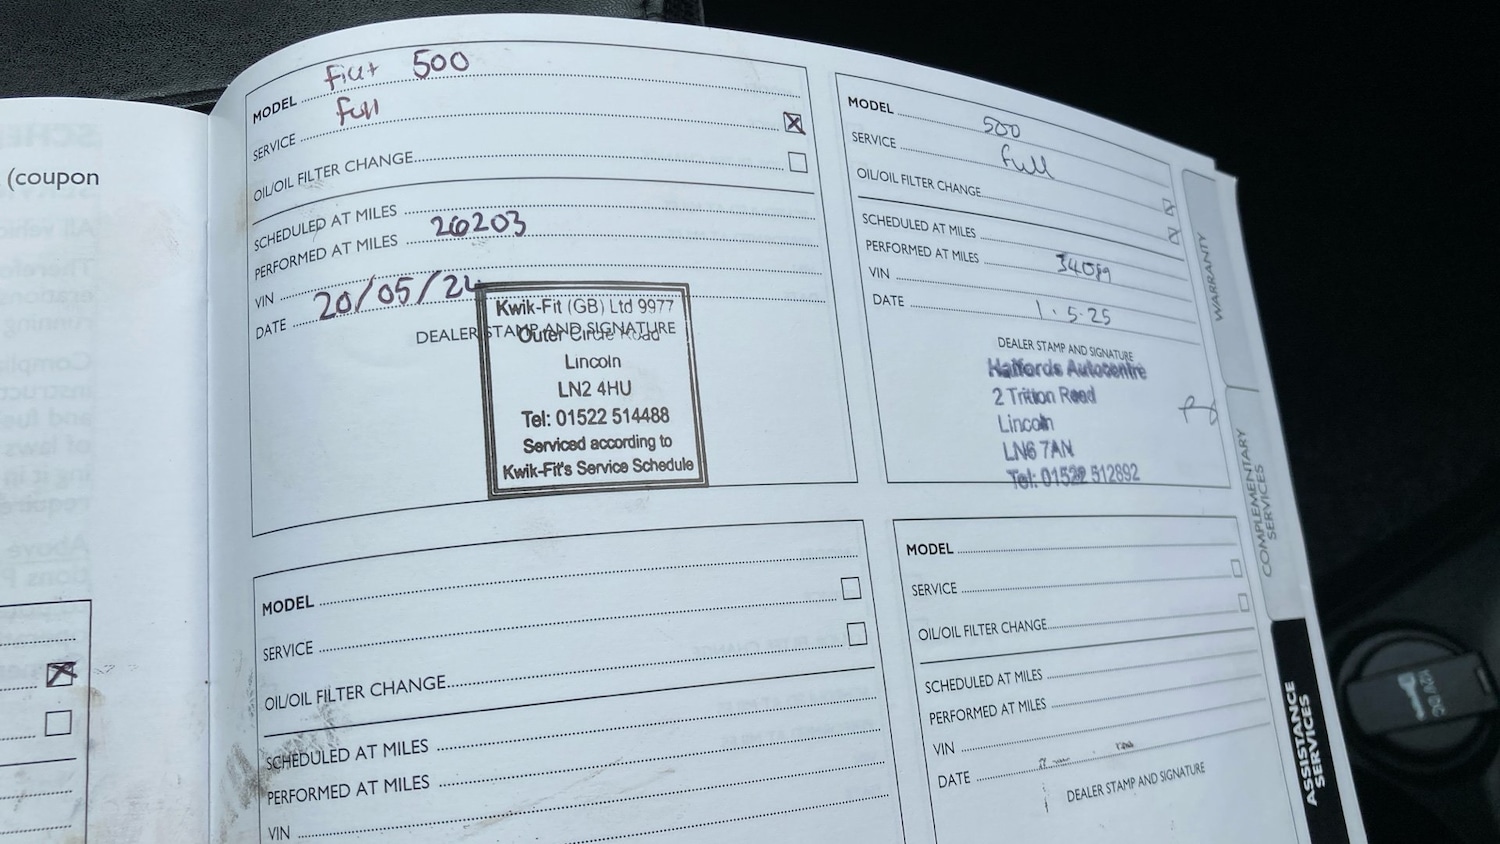 (coupon
MODEL Fiat 500
SERVICE Full
OIL/OIL FILTER CHANGE
SCHEDULED AT MILES
PERFORMED AT MILES 26203
VIN
DATE 20/05/24
DEALER STAMP AND SIGNATURE
Kwik-Fit (GB) Ltd 9977
Outer Circle Road
Lincoln
LN2 4HU
Tel: 01522 514488
Serviced according to
Kwik-Fit's Service Schedule
MODEL 500
SERVICE full
OIL/OIL FILTER CHANGE
SCHEDULED AT MILES
PERFORMED AT MILES 34089
VIN
DATE 1.5.25
DEALER STAMP AND SIGNATURE
Halfords Autocentre
2 Tritton Road
Lincoln
LN6 7AN
Tel: 01522 512892
MODEL
SERVICE
OIL/OIL FILTER CHANGE
SCHEDULED AT MILES
PERFORMED AT MILES
VIN
MODEL
SERVICE
OIL/OIL FILTER CHANGE
SCHEDULED AT MILES
PERFORMED AT MILES
VIN
DATE
DEALER STAMP AND SIGNATURE
WARRANTY
COMPLEMENTARY
SERVICES
ASSISTANCE
SERVICES